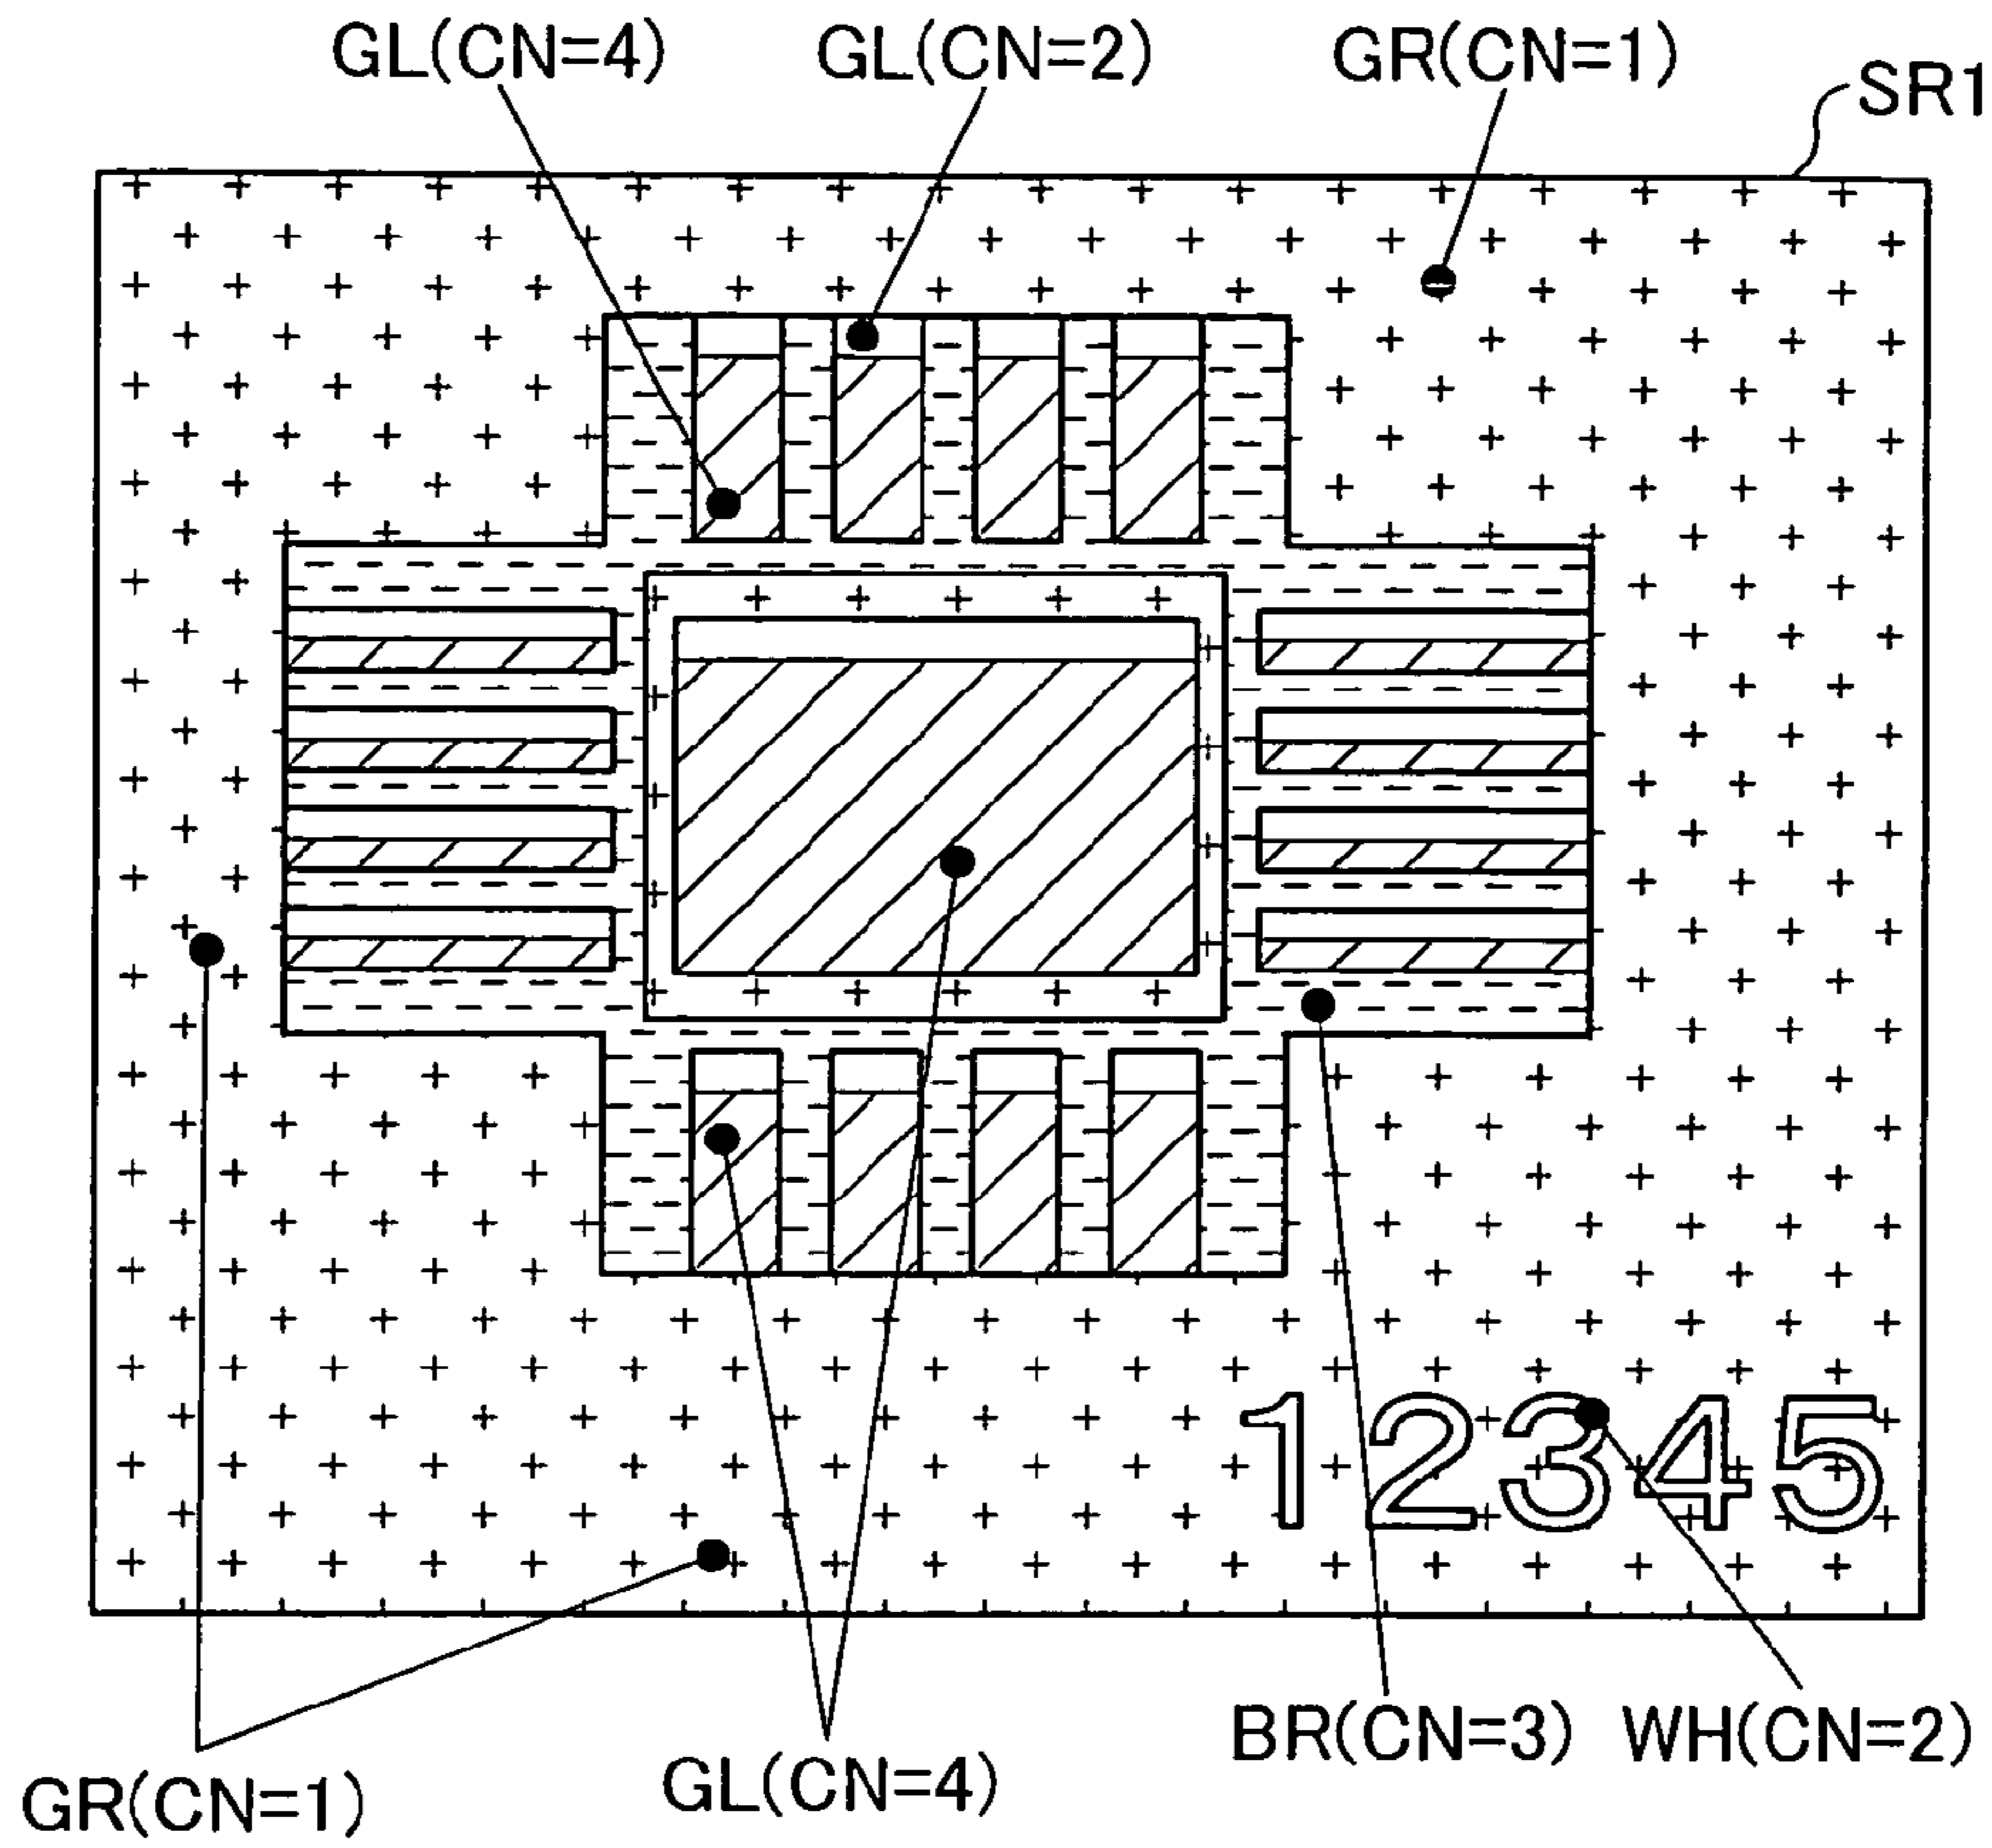 GL(CN=4) GL(CN=2) GR(CN=1)
SR1
12345
BR(CN=3) WH(CN=2)
GL(CN=4)
GR(CN=1)